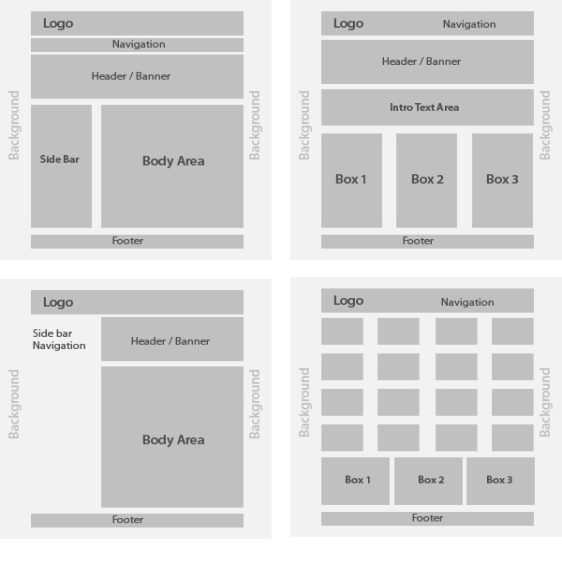 Logo
Navigation
Header / Banner
Background
Side Bar
Body Area
Background
Footer
Logo
Navigation
Header / Banner
Background
Intro Text Area
Background
Box 1
Box 2
Box 3
Footer
Logo
Side bar
Navigation
Header / Banner
Background
Body Area
Background
Footer
Logo
Navigation
Background
Background
Box 1
Box 2
Box 3
Footer